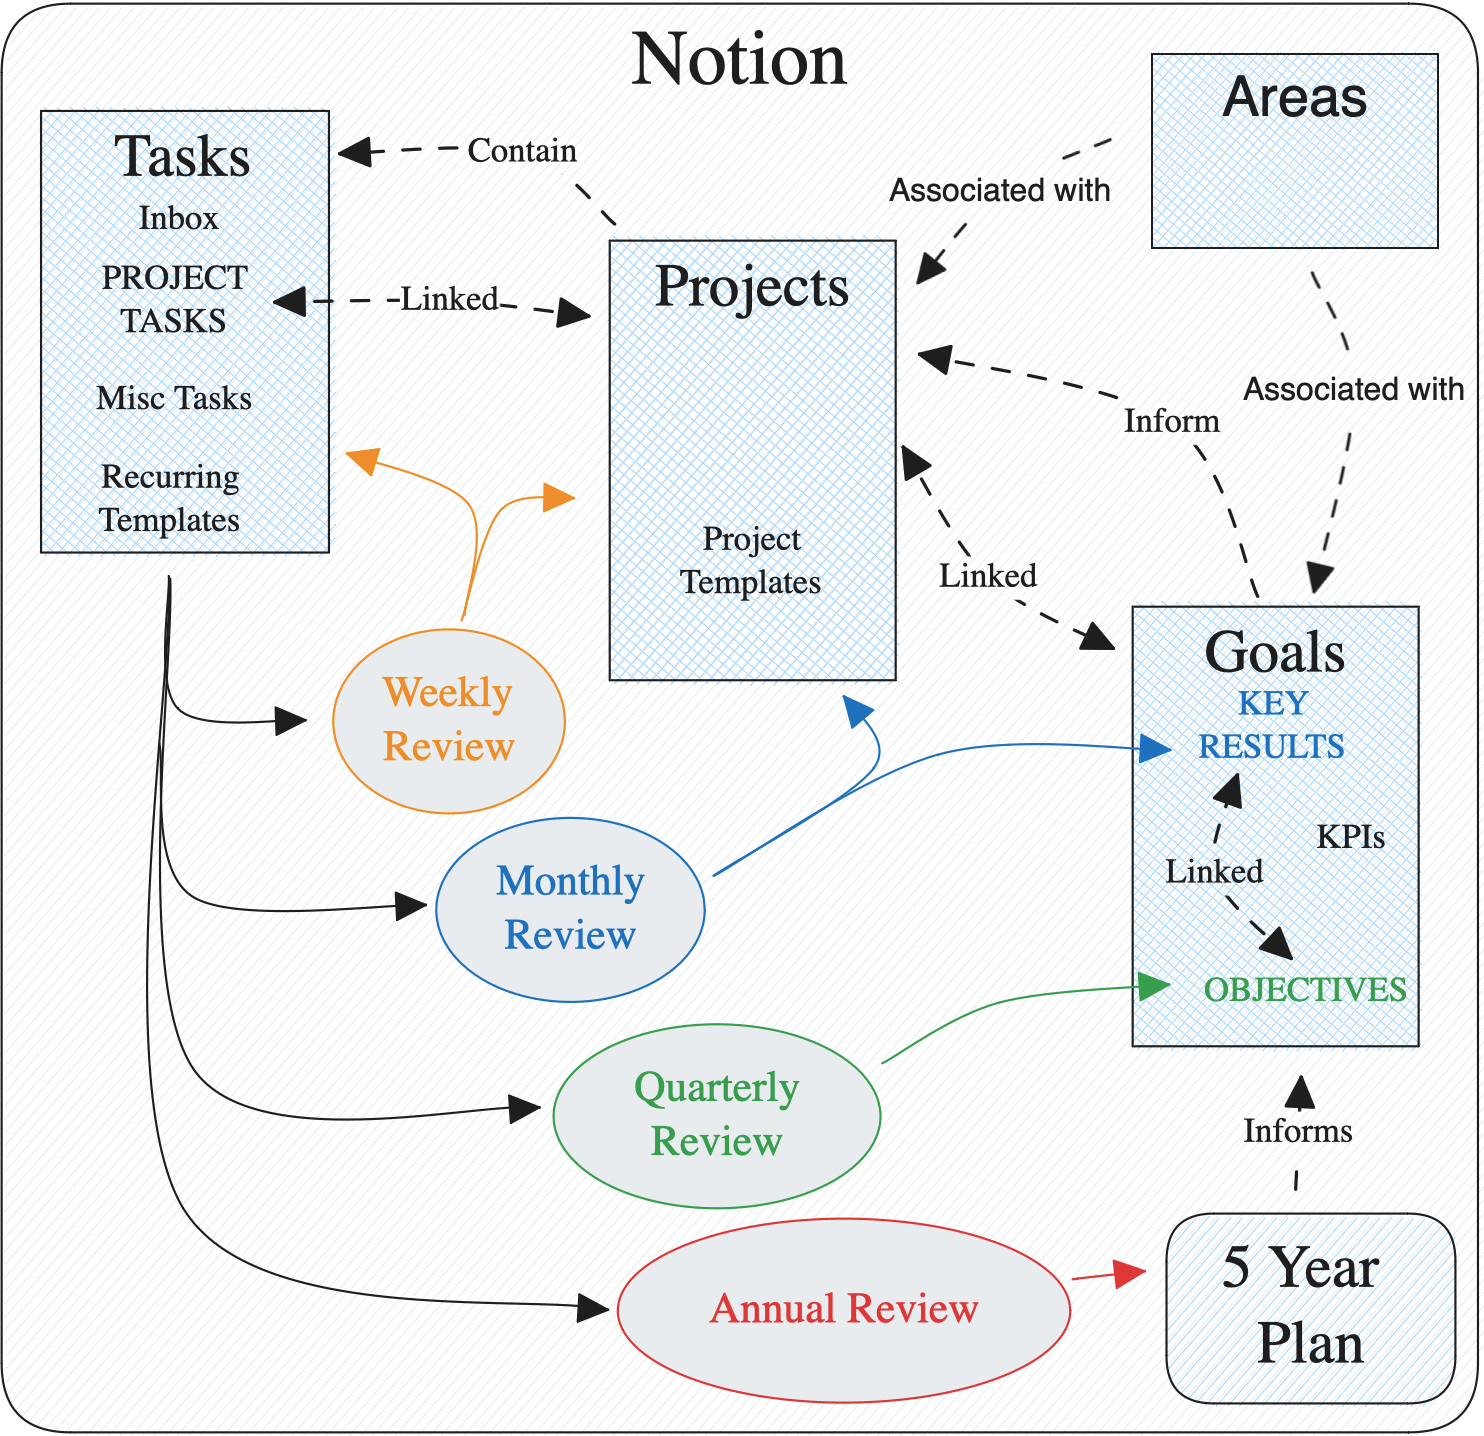 Notion
Areas
Tasks
Inbox
PROJECT
TASKS
Misc Tasks
Recurring
Templates
Contain
Linked
Associated with
Projects
Project
Templates
Inform
Associated with
Linked
Goals
KEY
RESULTS
KPIs
Linked
OBJECTIVES
Weekly
Review
Monthly
Review
Quarterly
Review
Informs
Annual Review
5 Year
Plan